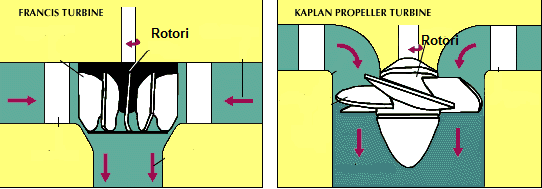 FRANCIS TURBINE
Rotori
KAPLAN PROPELLER TURBINE
Rotori